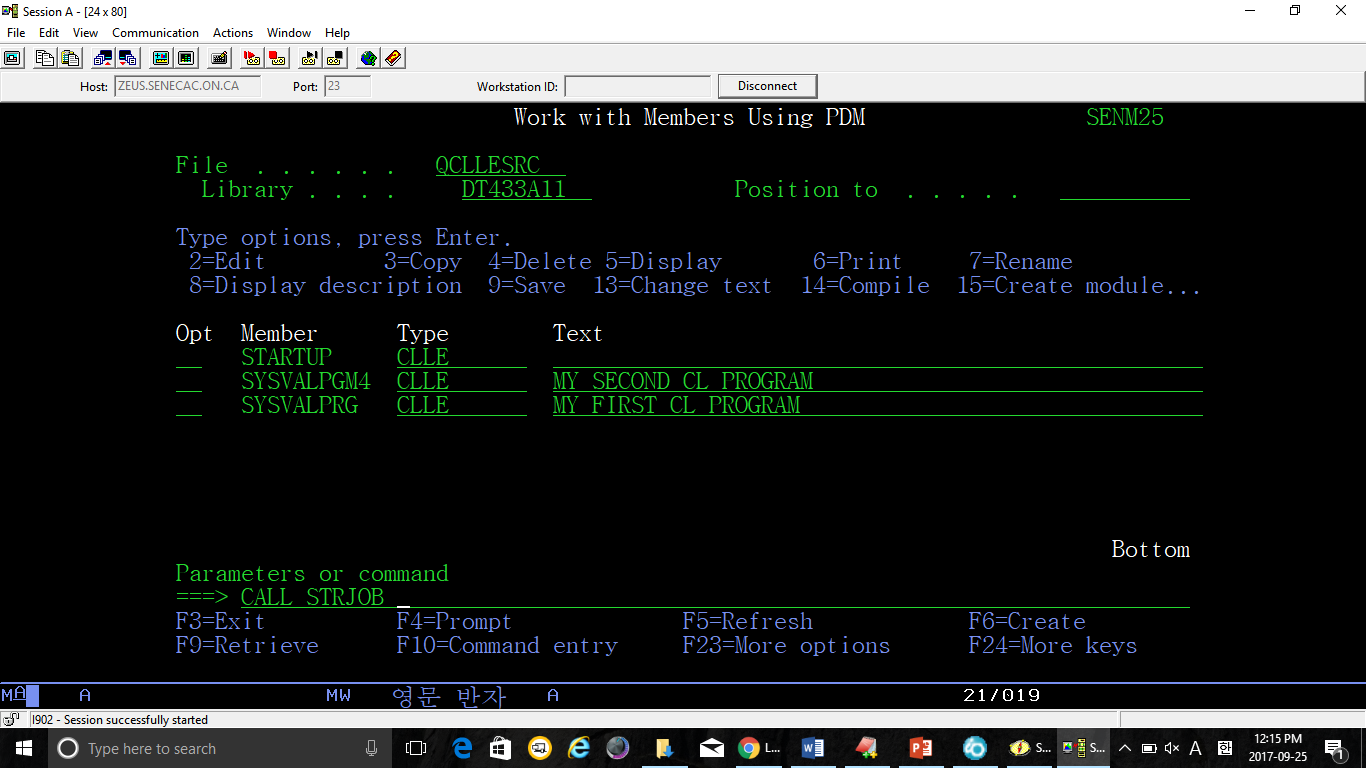 Session A - [24 x 80]
File Edit View Communication Actions Window Help
Host: ZEUS.SENECAC.ON.CA Port: 23 Workstation ID: Disconnect
Work with Members Using PDM SENM25
File . . . . . . QCLLESRC
Library . . . . DT433A11 Position to . . . . .
Type options, press Enter.
2=Edit 3=Copy 4=Delete 5=Display 6=Print 7=Rename
8=Display description 9=Save 13=Change text 14=Compile 15=Create module...
Opt Member Type Text
STARTUP CLLE
SYSVALPGM4 CLLE MY SECOND CL PROGRAM
SYSVALPRG CLLE MY FIRST CL PROGRAM
Bottom
Parameters or command
===> CALL STRJOB _
F3=Exit F4=Prompt F5=Refresh F6=Create
F9=Retrieve F10=Command entry F23=More options F24=More keys
MA A MW 영문 반자 A 21/019
I902 - Session successfully started
Type here to search L... S... S... A 한 12:15 PM
2017-09-25 1